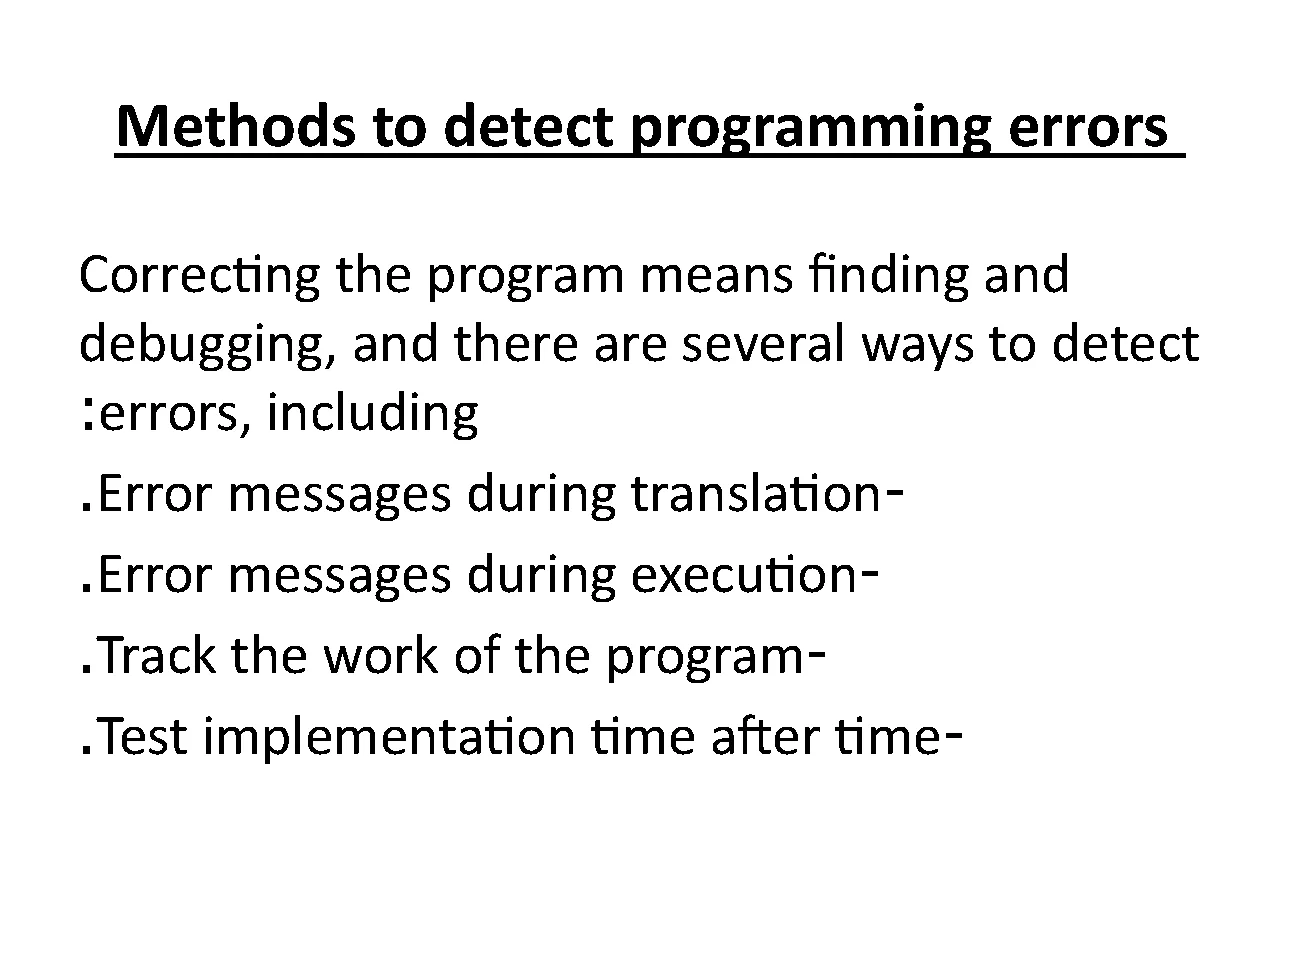 Methods to detect programming errors
Correcting the program means finding and
debugging, and there are several ways to detect
:errors, including
.Error messages during translation-
.Error messages during execution-
.Track the work of the program-
.Test implementation time after time-